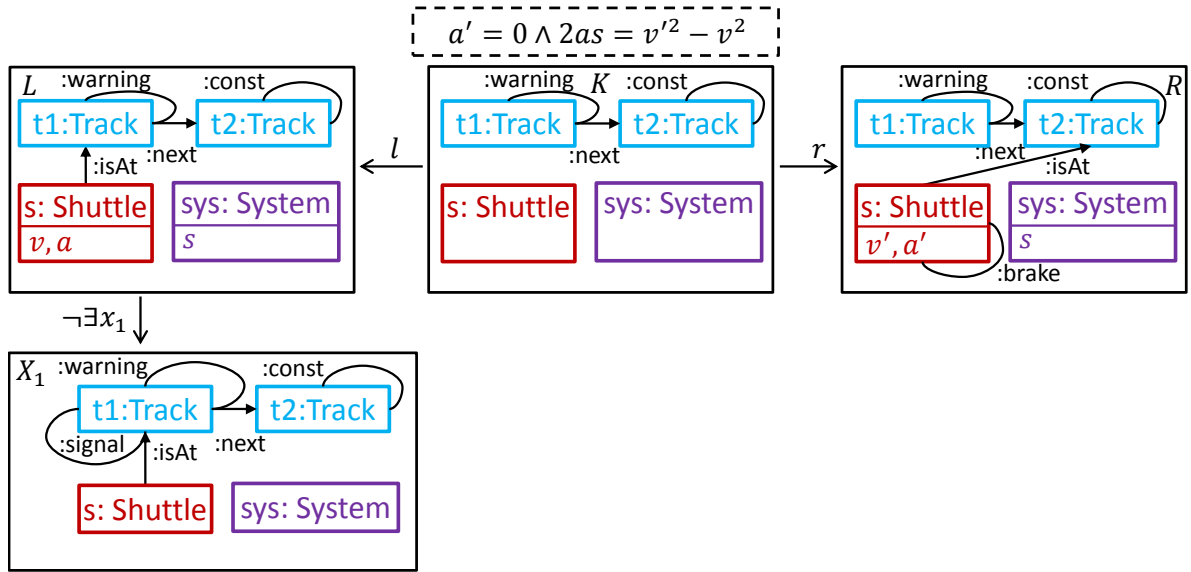 a′ = 0 ∧ 2as = v′² − v²
L
:warning
:const
t1:Track
t2:Track
:next
:isAt
s: Shuttle
v, a
sys: System
s
l
:warning
K
:const
t1:Track
t2:Track
:next
s: Shuttle
sys: System
r
:warning
:const
R
t1:Track
t2:Track
:next
:isAt
s: Shuttle
v′, a′
:brake
sys: System
s
¬∃x₁
X₁
:warning
:const
t1:Track
t2:Track
:signal
:isAt
:next
s: Shuttle
sys: System